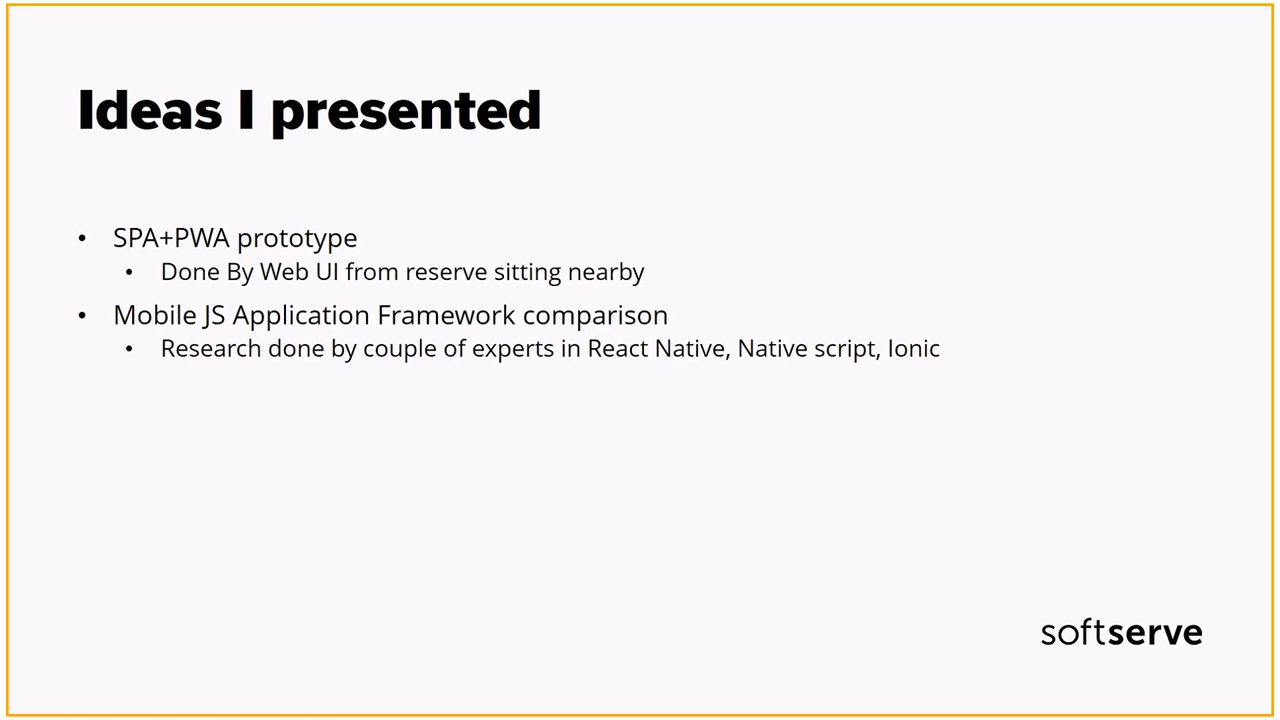 Ideas I presented
• SPA+PWA prototype
• Done By Web UI from reserve sitting nearby
• Mobile JS Application Framework comparison
• Research done by couple of experts in React Native, Native script, Ionic
softserve